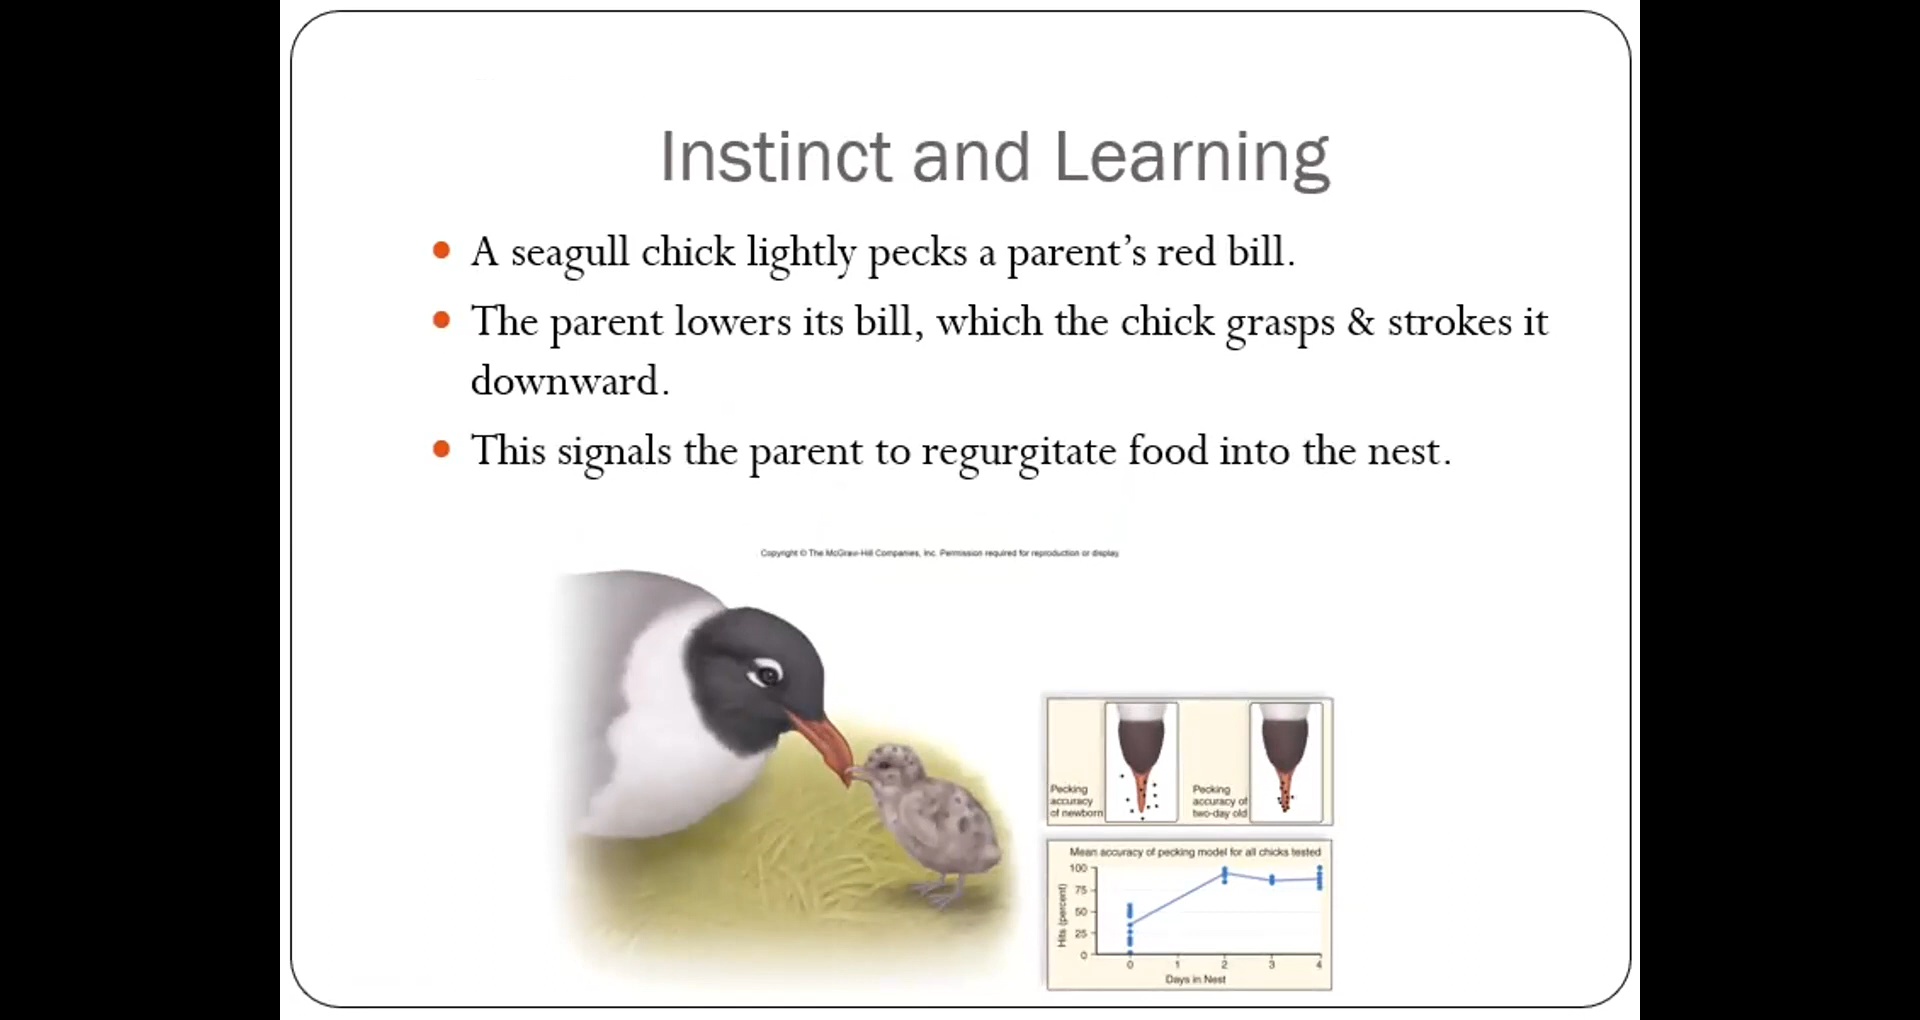 Instinct and Learning
• A seagull chick lightly pecks a parent’s red bill.
• The parent lowers its bill, which the chick grasps & strokes it
downward.
• This signals the parent to regurgitate food into the nest.
Copyright © The McGraw-Hill Companies, Inc. Permission required for reproduction or display.
Pecking
accuracy
of newborn
Pecking
accuracy of
two-day old
Mean accuracy of pecking model for all chicks tested
Hits (percent)
100
75
50
25
0
0 1 2 3 4
Days in Nest